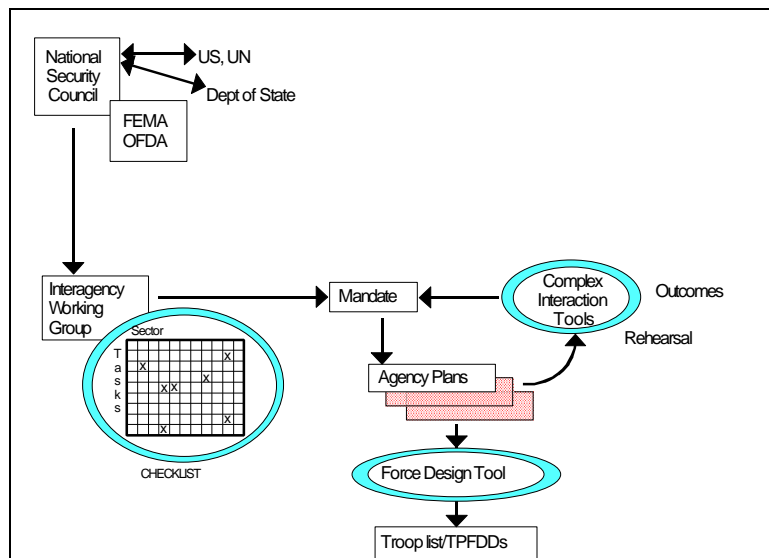 National
Security
Council
US, UN
Dept of State
FEMA
OFDA
Interagency
Working
Group
Mandate
Complex
Interaction
Tools
Outcomes
Rehearsal
Sector
T
a
s
k
s
x
x
x
x x
x
x
CHECKLIST
Agency Plans
Force Design Tool
Troop list/TPFDDs